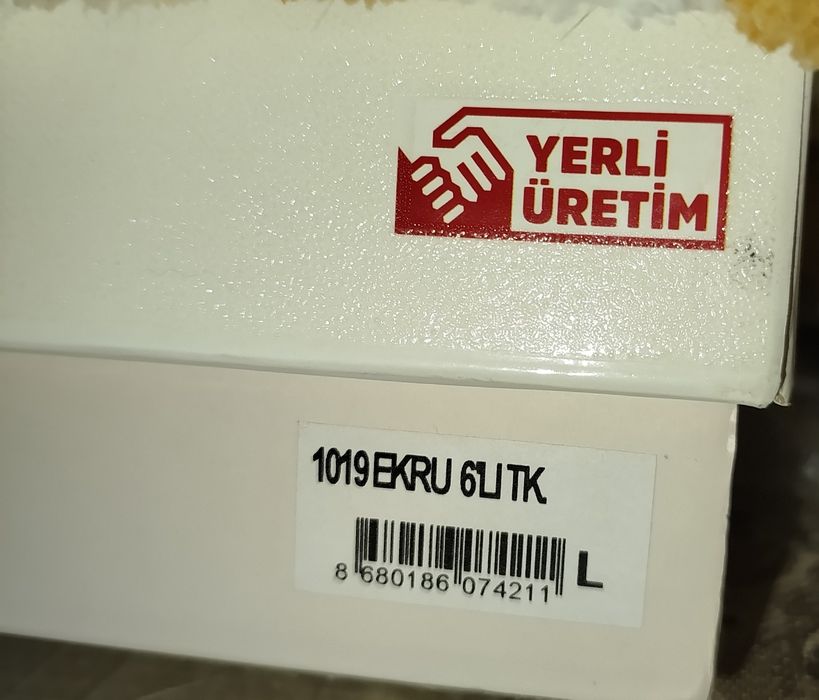 YERLİ
ÜRETİM
1019 EKRU 6'LI TK.
8 680186 074211
L